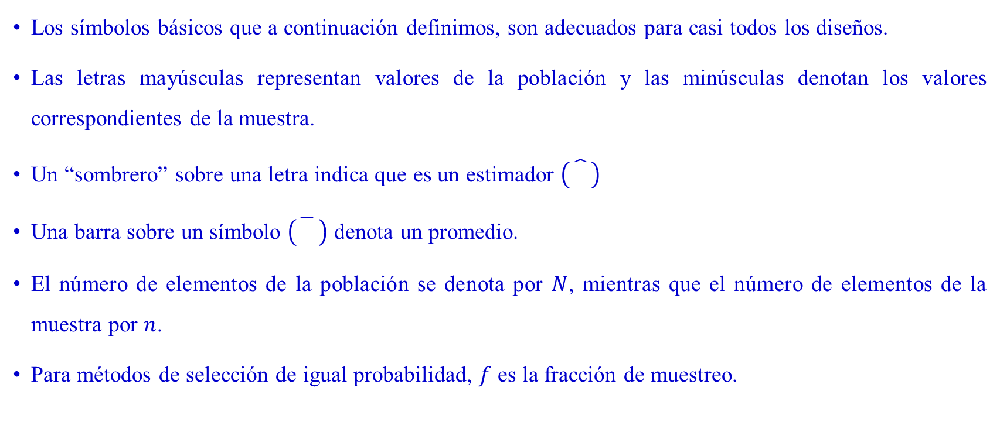 • Los símbolos básicos que a continuación definimos, son adecuados para casi todos los diseños.
• Las letras mayúsculas representan valores de la población y las minúsculas denotan los valores
correspondientes de la muestra.
• Un “sombrero” sobre una letra indica que es un estimador ( ̂ )
• Una barra sobre un símbolo ( ̅ ) denota un promedio.
• El número de elementos de la población se denota por N, mientras que el número de elementos de la
muestra por n.
• Para métodos de selección de igual probabilidad, f es la fracción de muestreo.